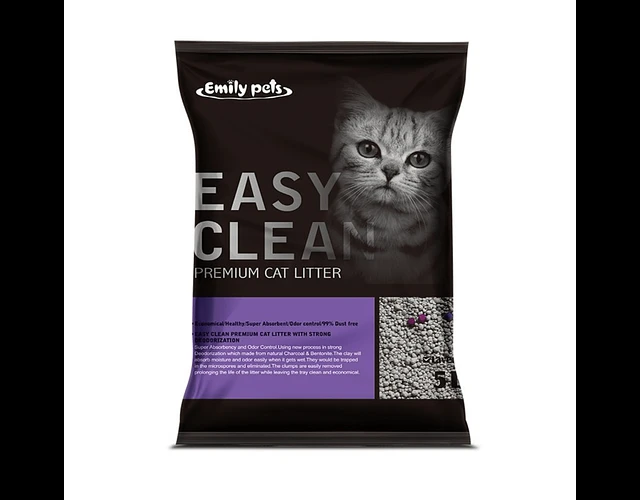 Emily pets
EASY
CLEAN
PREMIUM CAT LITTER
Economical/Healthy/Super Absorbent/Odor control/99% Dust free
EASY CLEAN PREMIUM CAT LITTER WITH STRONG
DEODORIZATION
Super Absorbency and Odor Control.Using new process in strong
Deodorization which made from natural Charcoal & Bentonite.The clay will
absorb moisture and odor easily when it gets wet.They would be trapped
in the micropores and eliminated.The clumps are easily removed
prolonging the life of the litter while leaving the tray clean and economical.
5L